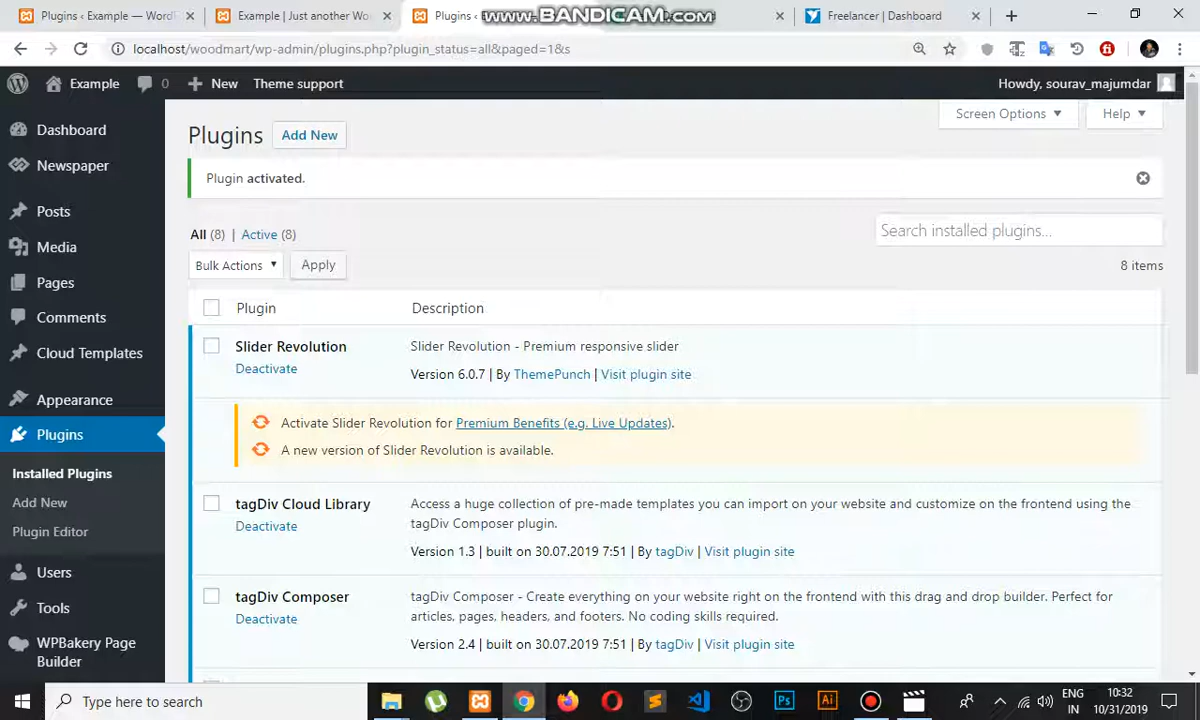 Plugins ‹ Example — WordP
Example | Just another Wo
Plugins ‹ E
www.BANDICAM.com
Freelancer | Dashboard
localhost/woodmart/wp-admin/plugins.php?plugin_status=all&paged=1&s
Example
0
New
Theme support
Howdy, sourav_majumdar
Dashboard
Newspaper
Posts
Media
Pages
Comments
Cloud Templates
Appearance
Plugins
Installed Plugins
Add New
Plugin Editor
Users
Tools
WPBakery Page
Builder
Screen Options
Help
Plugins
Add New
Plugin activated.
All (8) | Active (8)
Search installed plugins...
Bulk Actions
Apply
8 items
Plugin
Description
Slider Revolution
Deactivate
Slider Revolution - Premium responsive slider
Version 6.0.7 | By ThemePunch | Visit plugin site
Activate Slider Revolution for Premium Benefits (e.g. Live Updates).
A new version of Slider Revolution is available.
tagDiv Cloud Library
Deactivate
Access a huge collection of pre-made templates you can import on your website and customize on the frontend using the
tagDiv Composer plugin.
Version 1.3 | built on 30.07.2019 7:51 | By tagDiv | Visit plugin site
tagDiv Composer
Deactivate
tagDiv Composer - Create everything on your website right on the frontend with this drag and drop builder. Perfect for
articles, pages, headers, and footers. No coding skills required.
Version 2.4 | built on 30.07.2019 7:51 | By tagDiv | Visit plugin site
Type here to search
Ps
Ai
ENG
IN
10:32
10/31/2019